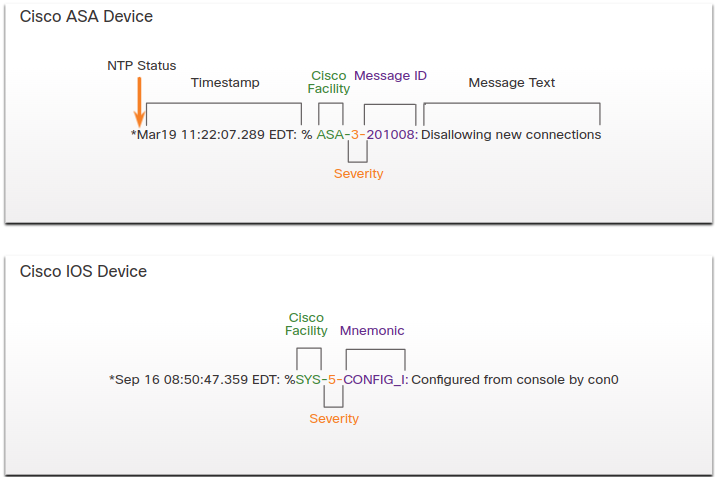 Cisco ASA Device
NTP Status
Timestamp
Cisco
Facility
Message ID
Message Text
*Mar19 11:22:07.289 EDT: % ASA-3-201008: Disallowing new connections
Severity
Cisco IOS Device
Cisco
Facility
Mnemonic
*Sep 16 08:50:47.359 EDT: %SYS-5-CONFIG_I: Configured from console by con0
Severity